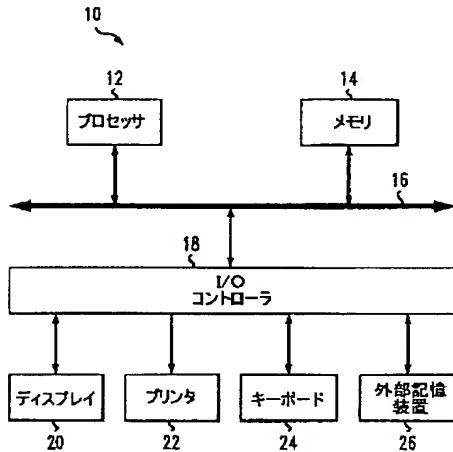 10
12
14
プロセッサ
メモリ
16
18
I/O
コントローラ
ディスプレイ
プリンタ
キーボード
外部記憶
装置
20
22
24
26